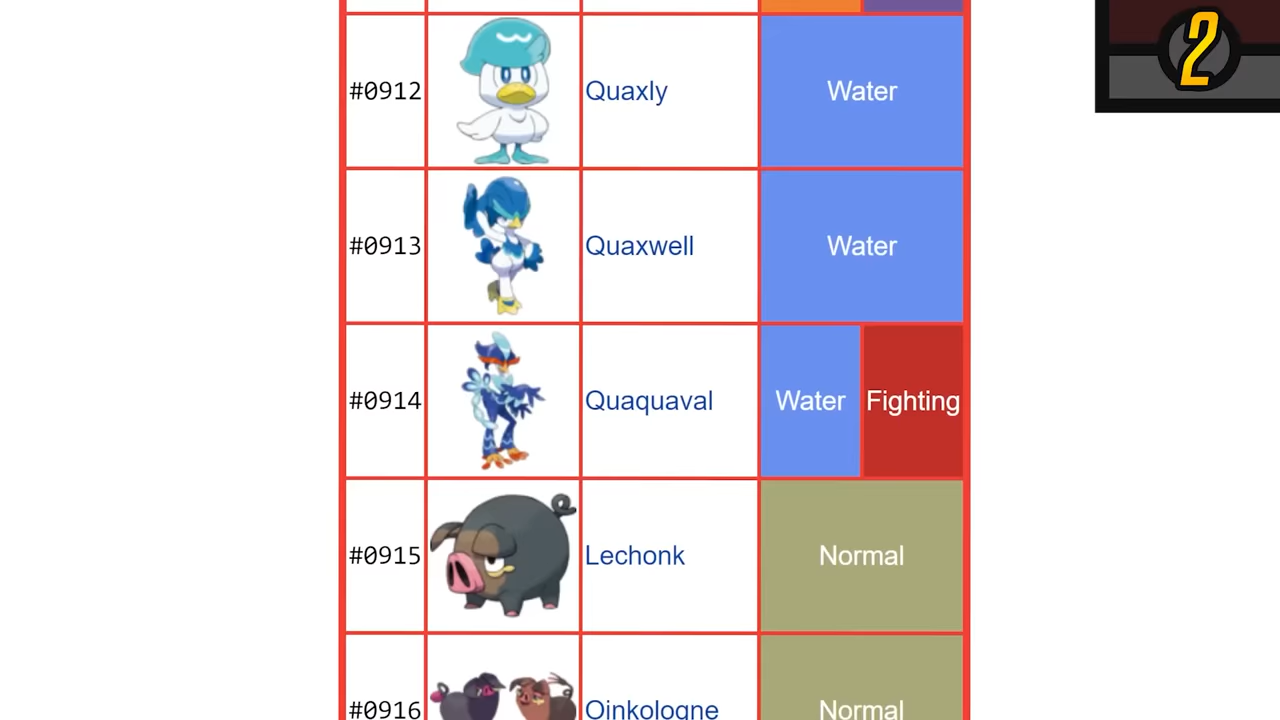 2
#0912 Quaxly Water
#0913 Quaxwell Water
#0914 Quaquaval Water Fighting
#0915 Lechonk Normal
#0916 Oinkologne Normal